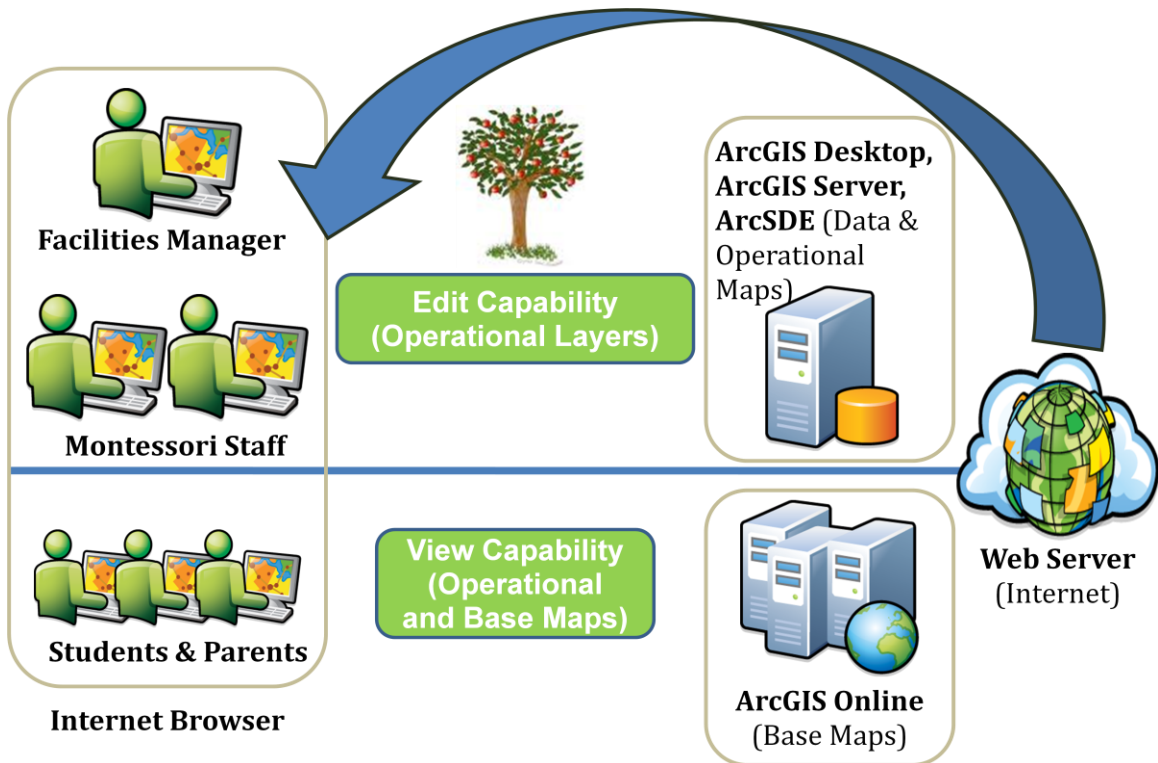 Facilities Manager
Montessori Staff
Students & Parents
Internet Browser
Edit Capability
(Operational Layers)
View Capability
(Operational
and Base Maps)
ArcGIS Desktop,
ArcGIS Server,
ArcSDE (Data &
Operational
Maps)
ArcGIS Online
(Base Maps)
Web Server
(Internet)